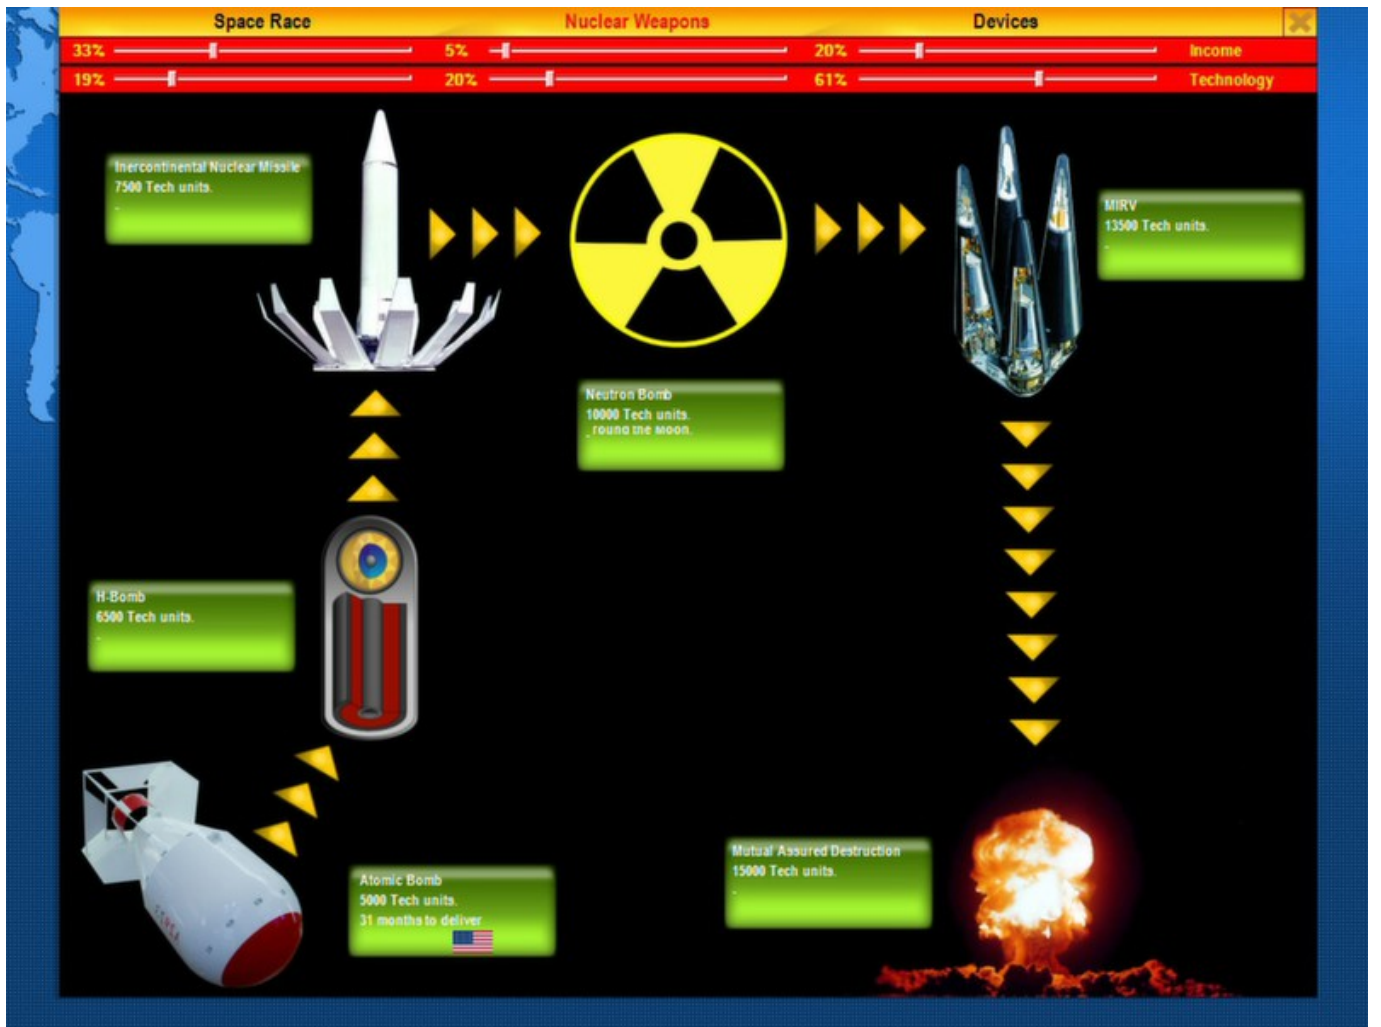 Space Race Nuclear Weapons Devices
33% 5% 20% Income
19% 20% 61% Technology
Inercontinental Nuclear Missile
7500 Tech units.
-
MIRV
13500 Tech units.
-
Neutron Bomb
10000 Tech units.
- round the Moon.
H-Bomb
6500 Tech units.
-
Mutual Assured Destruction
15000 Tech units.
-
Atomic Bomb
5000 Tech units.
31 months to deliver